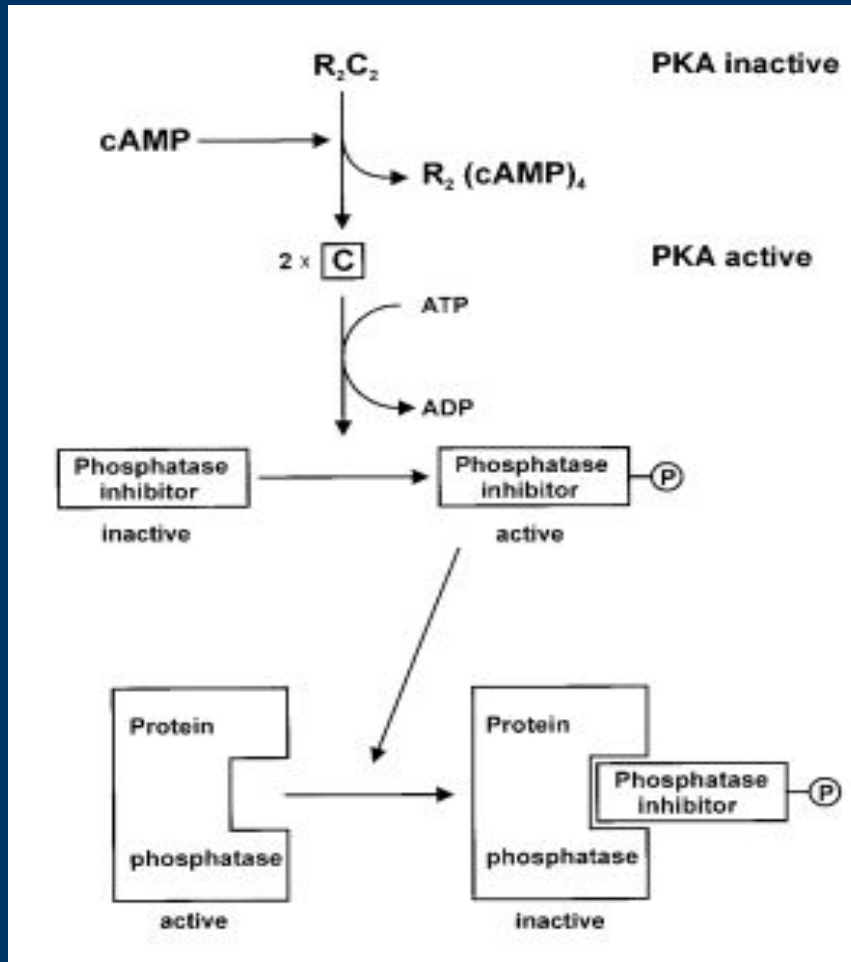 R₂C₂
PKA inactive
cAMP
R₂ (cAMP)₄
2 x C
PKA active
ATP
ADP
Phosphatase
inhibitor
inactive
Phosphatase
inhibitor
P
active
Protein
phosphatase
active
Protein
phosphatase
Phosphatase
inhibitor
P
inactive